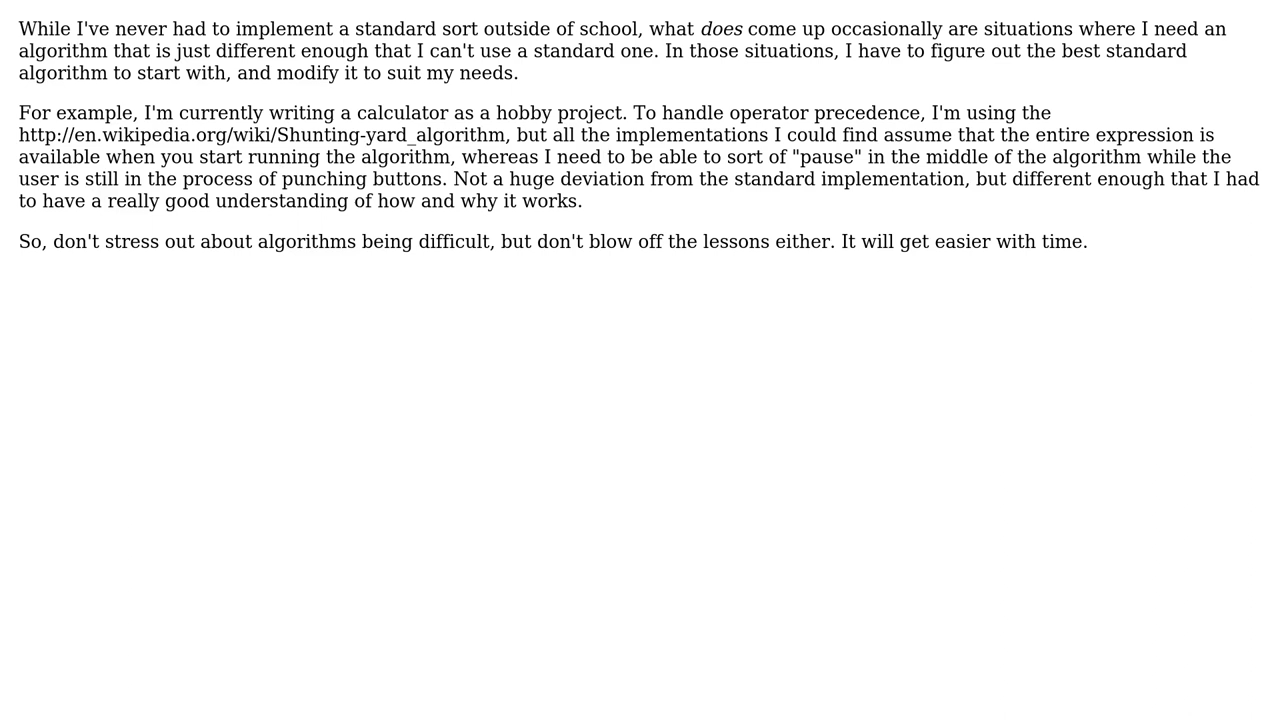 While I've never had to implement a standard sort outside of school, what does come up occasionally are situations where I need an
algorithm that is just different enough that I can't use a standard one. In those situations, I have to figure out the best standard
algorithm to start with, and modify it to suit my needs.
For example, I'm currently writing a calculator as a hobby project. To handle operator precedence, I'm using the
http://en.wikipedia.org/wiki/Shunting-yard_algorithm, but all the implementations I could find assume that the entire expression is
available when you start running the algorithm, whereas I need to be able to sort of "pause" in the middle of the algorithm while the
user is still in the process of punching buttons. Not a huge deviation from the standard implementation, but different enough that I had
to have a really good understanding of how and why it works.
So, don't stress out about algorithms being difficult, but don't blow off the lessons either. It will get easier with time.